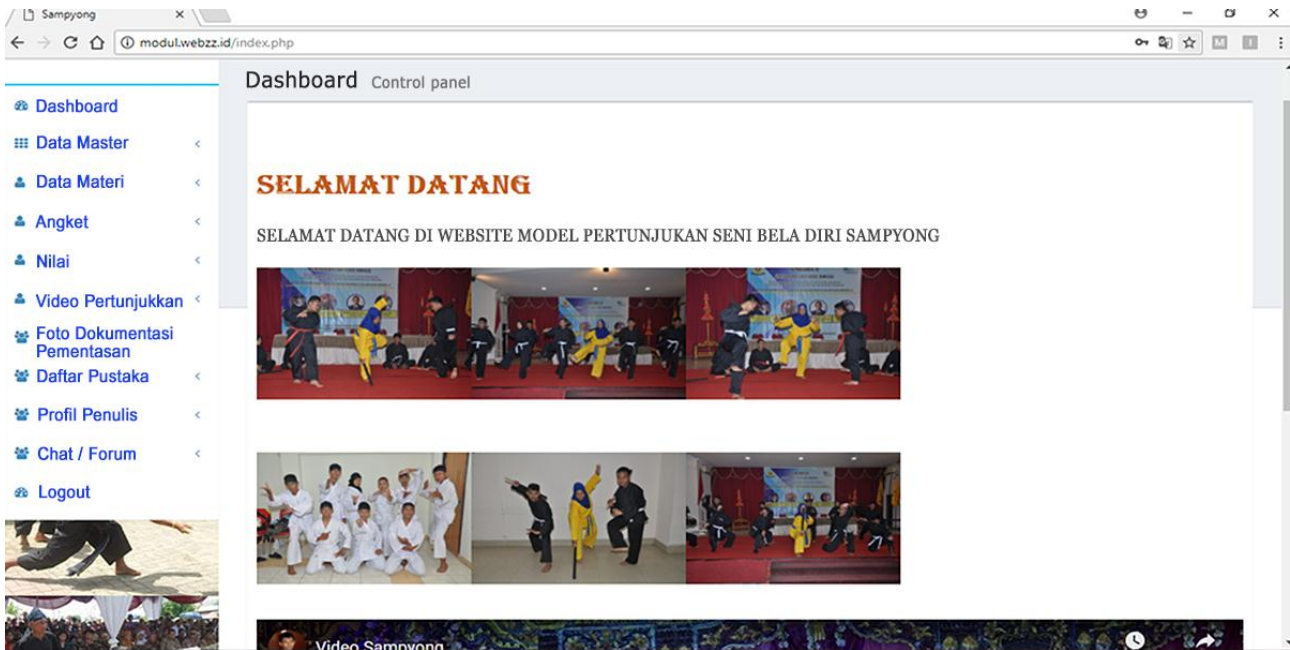 Sampyong
modul.webzz.id/index.php
Dashboard Control panel
Dashboard
Data Master
Data Materi
Angket
Nilai
Video Pertunjukkan
Foto Dokumentasi
Pementasan
Daftar Pustaka
Profil Penulis
Chat / Forum
Logout
SELAMAT DATANG
SELAMAT DATANG DI WEBSITE MODEL PERTUNJUKAN SENI BELA DIRI SAMPYONG
Video Sampyong